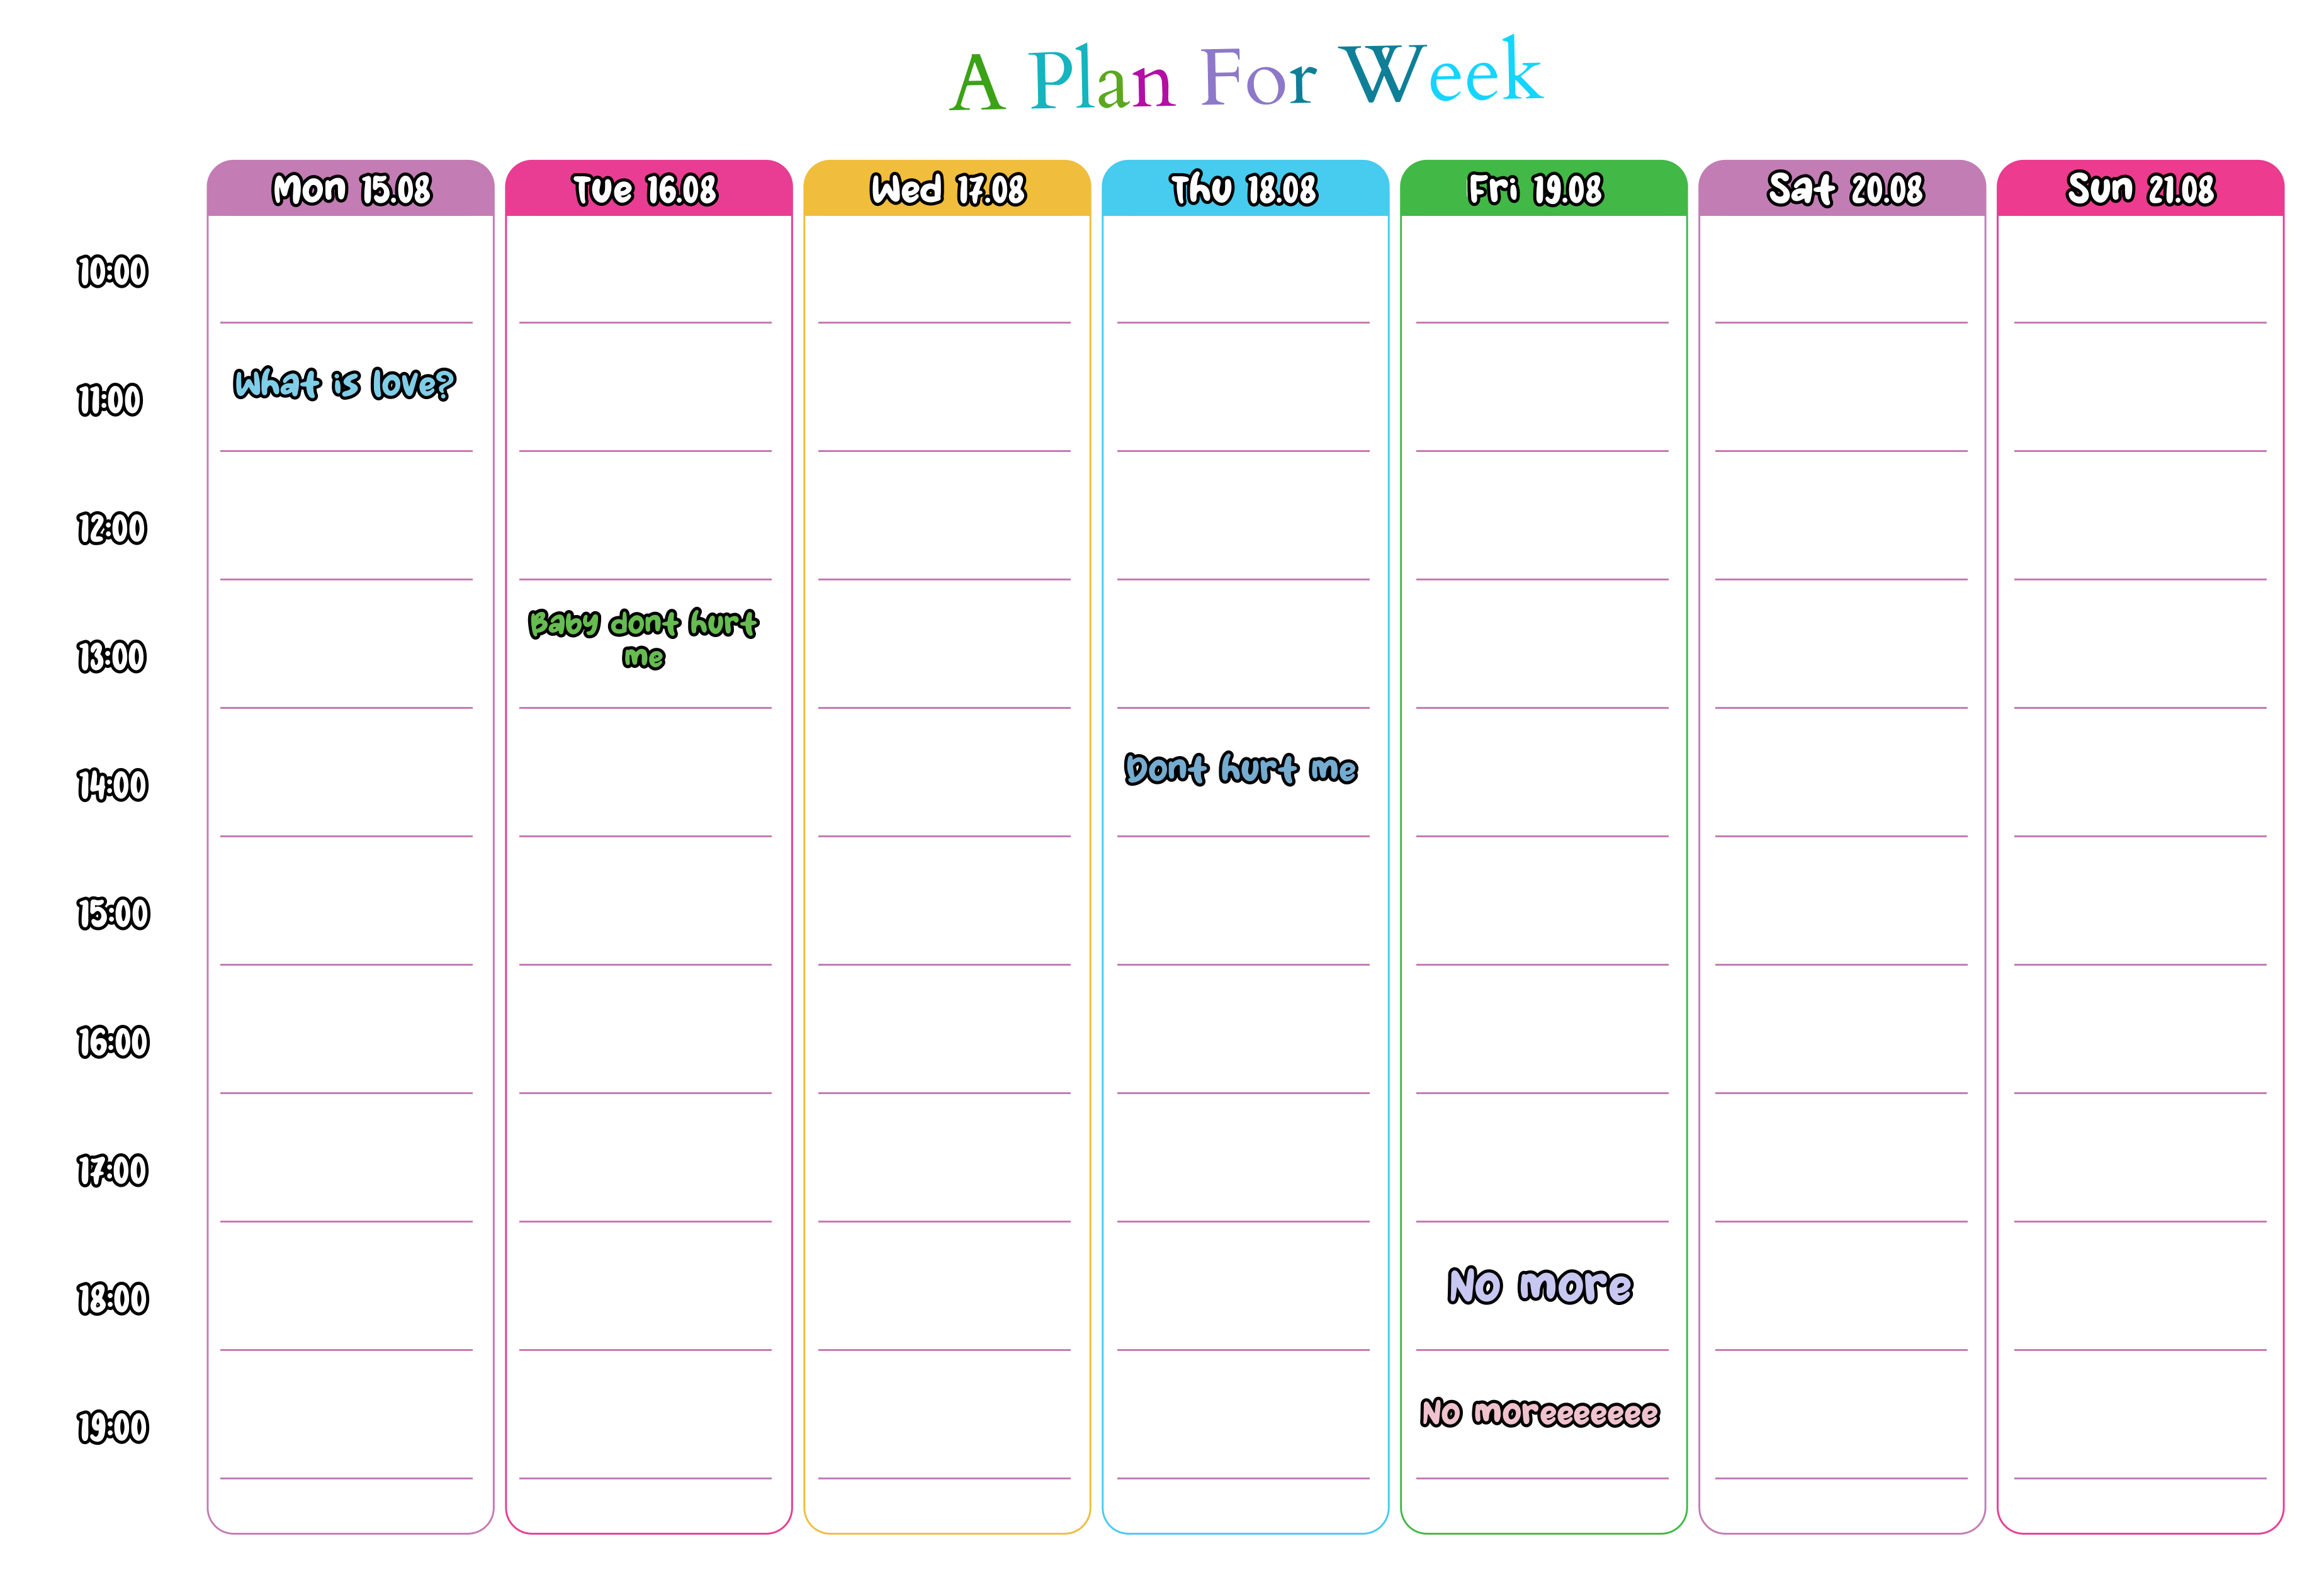 A Plan For Week
Mon 15.08 Tue 16.08 Wed 17.08 Thu 18.08 Fri 19.08 Sat 20.08 Sun 21.08
10:00
What is love?
11:00
12:00
Baby dont hurt
me
13:00
Dont hurt me
14:00
15:00
16:00
17:00
No more
18:00
No moreeeeeee
19:00